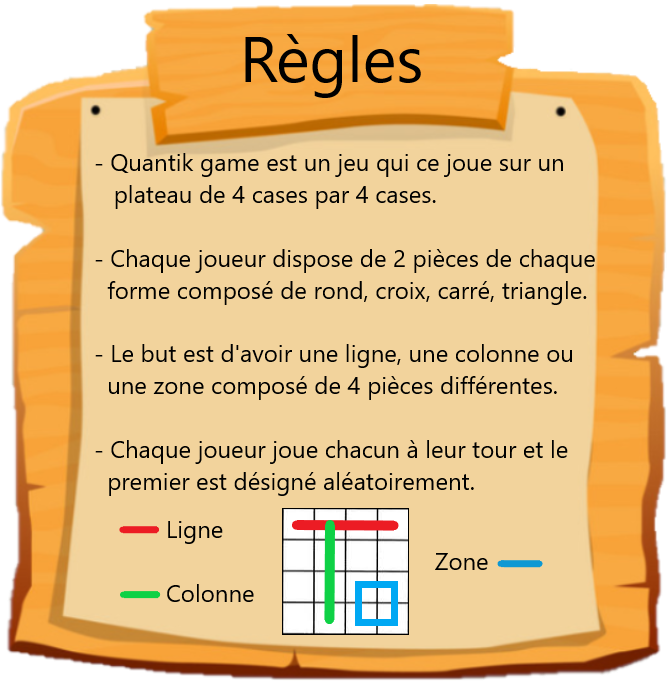 Règles
- Quantik game est un jeu qui ce joue sur un
plateau de 4 cases par 4 cases.
- Chaque joueur dispose de 2 pièces de chaque
forme composé de rond, croix, carré, triangle.
- Le but est d'avoir une ligne, une colonne ou
une zone composé de 4 pièces différentes.
- Chaque joueur joue chacun à leur tour et le
premier est désigné aléatoirement.
Ligne
Colonne
Zone